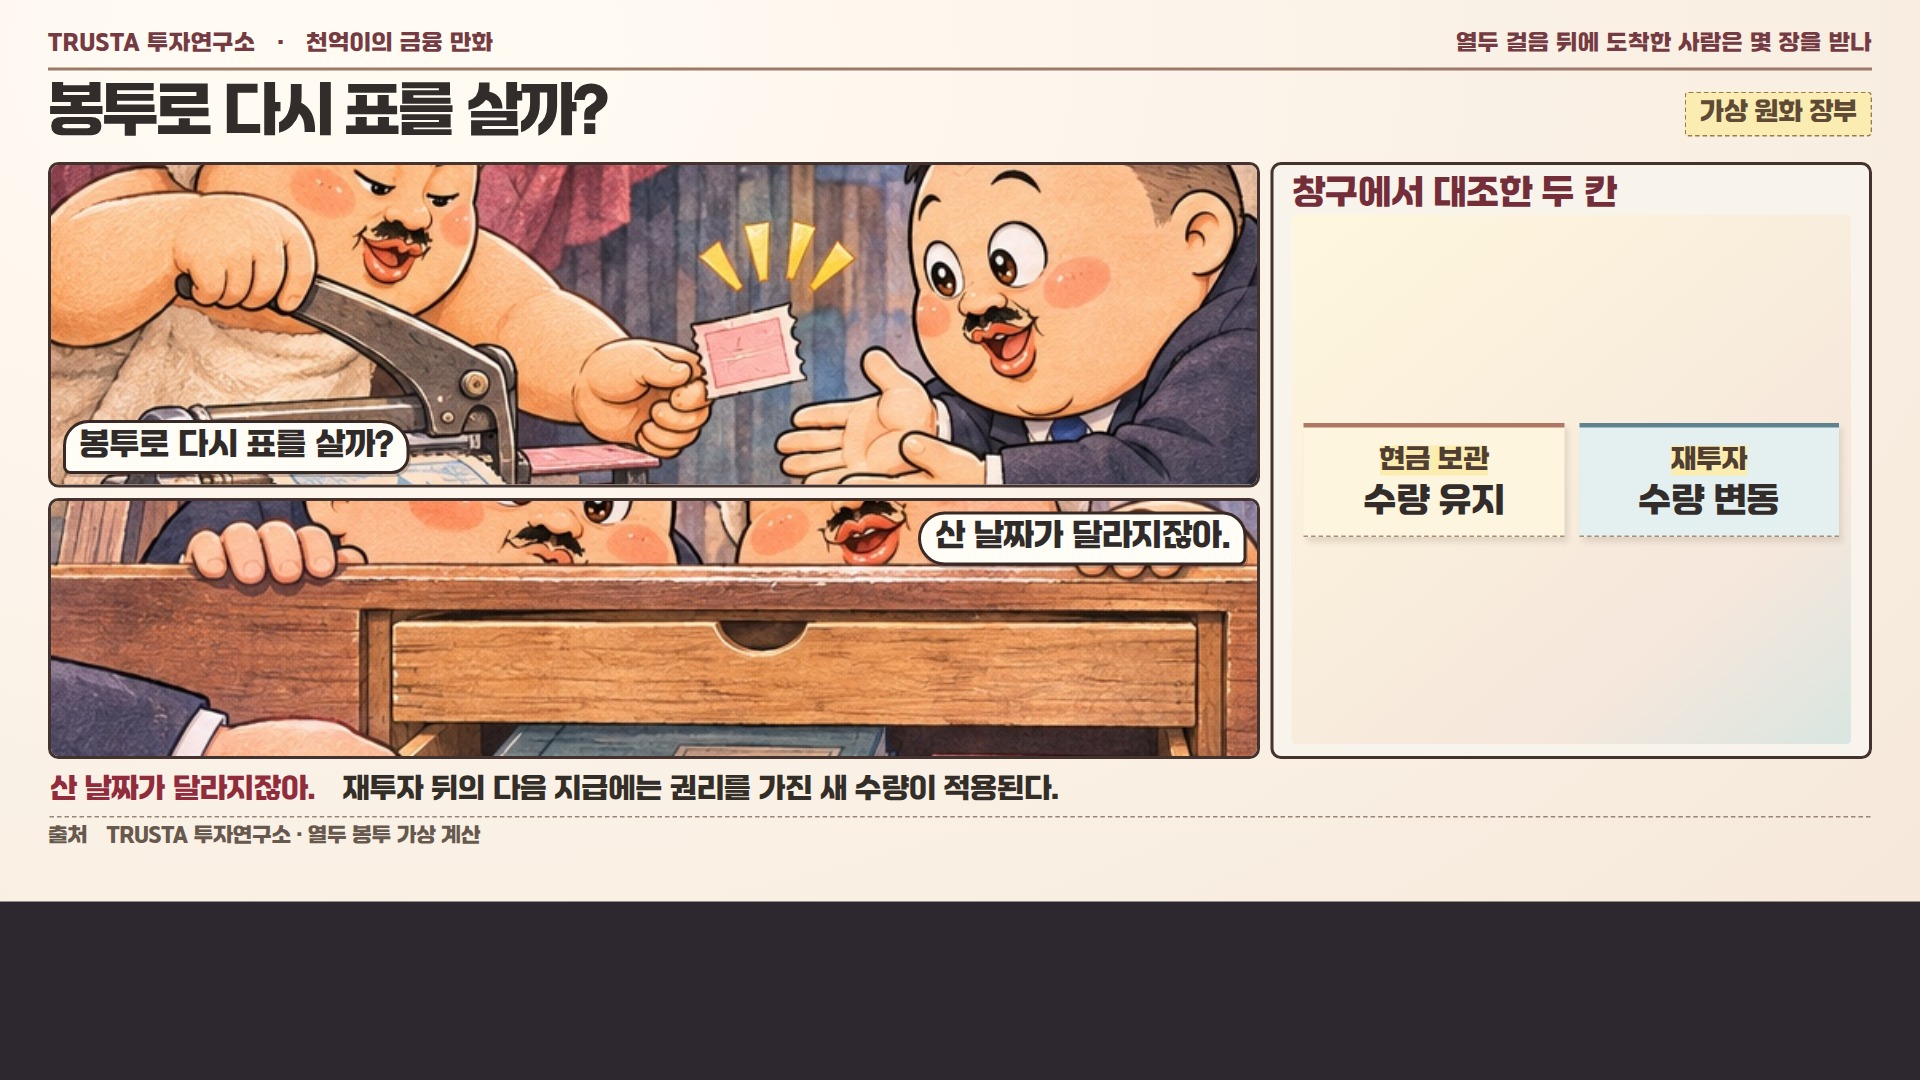 TRUSTA 투자연구소 · 천억이의 금융 만화
열두 걸음 뒤에 도착한 사람은 몇 장을 받나
봉투로 다시 표를 살까?
가상 원화 장부
봉투로 다시 표를 살까?
산 날짜가 달라지잖아.
창구에서 대조한 두 칸
현금 보관
수량 유지
재투자
수량 변동
산 날짜가 달라지잖아. 재투자 뒤의 다음 지급에는 권리를 가진 새 수량이 적용된다.
출처 TRUSTA 투자연구소 · 열두 봉투 가상 계산